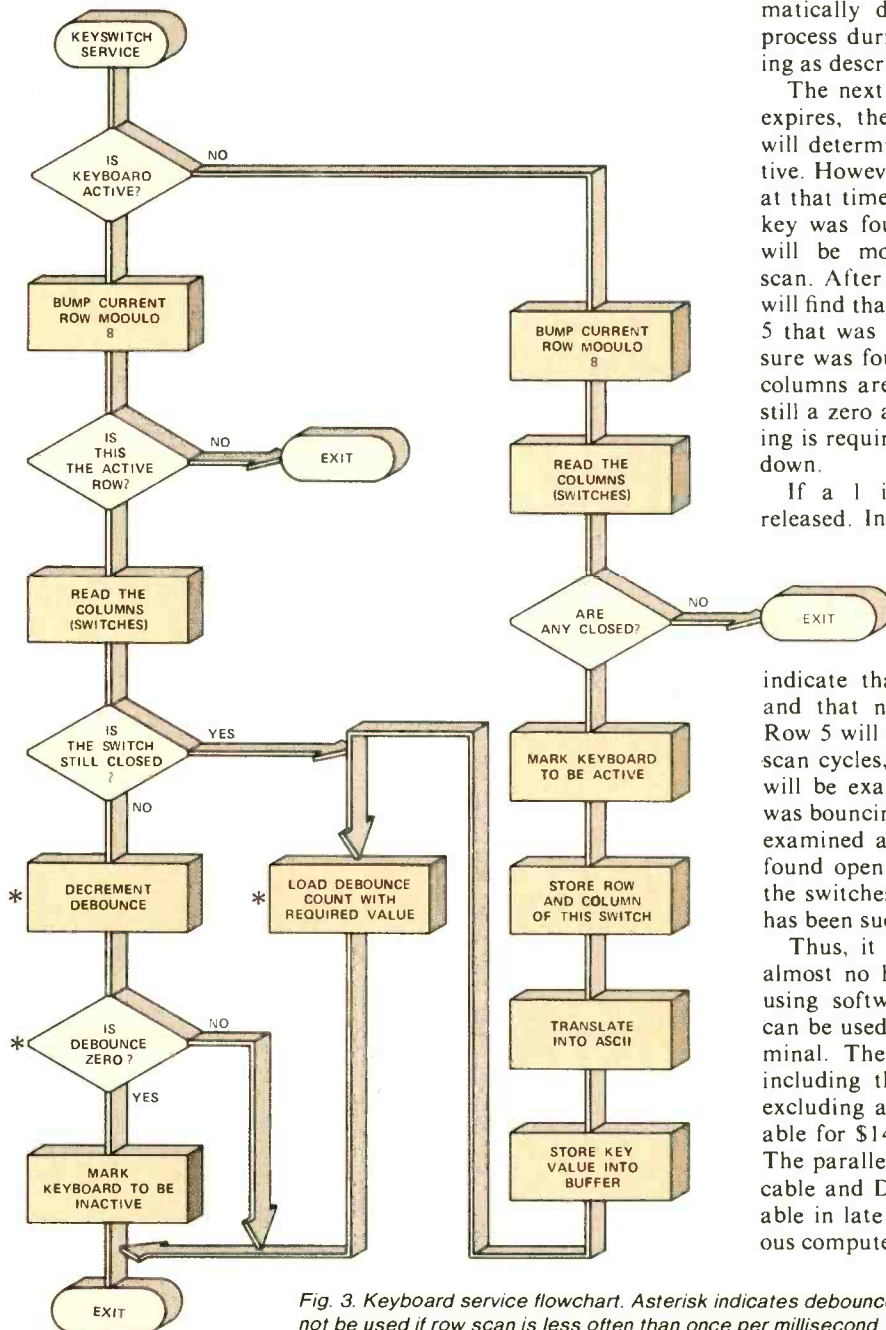 KEYSWITCH
SERVICE
IS
KEYBOARD
ACTIVE?
NO
BUMP CURRENT
ROW MODULO
8
IS
THIS
THE ACTIVE
ROW?
NO
EXIT
READ THE
COLUMNS
(SWITCHES)
IS
THE SWITCH
STILL CLOSED
?
YES
NO
* DECREMENT
DEBOUNCE
* IS
DEBOUNCE
ZERO?
NO
YES
MARK
KEYBOARD TO BE
INACTIVE
EXIT
* LOAD DEBOUNCE
COUNT WITH
REQUIRED VALUE
BUMP CURRENT
ROW MODULO
8
READ THE
COLUMNS
(SWITCHES)
ARE
ANY CLOSED?
NO
EXIT
MARK KEYBOARD
TO BE ACTIVE
STORE ROW
AND COLUMN
OF THIS SWITCH
TRANSLATE
INTO ASCII
STORE KEY
VALUE INTO
BUFFER
Fig. 3. Keyboard service flowchart. Asterisk indicates debounce
not be used if row scan is less often than once per millisecond
matically d
process duri
ing as descr
The next
expires, the
will determ
tive. Howev
at that time
key was fou
will be mo
scan. After
will find tha
5 that was
sure was fou
columns are
still a zero a
ing is requir
down.
If a 1 i
released. In
indicate tha
and that n
Row 5 will
scan cycles,
will be exa
was bouncin
examined a
found open
the switches
has been suc
Thus, it
almost no h
using softw
can be used
minal. The
including th
excluding a
able for $14
The paralle
cable and D
able in late
ous compute